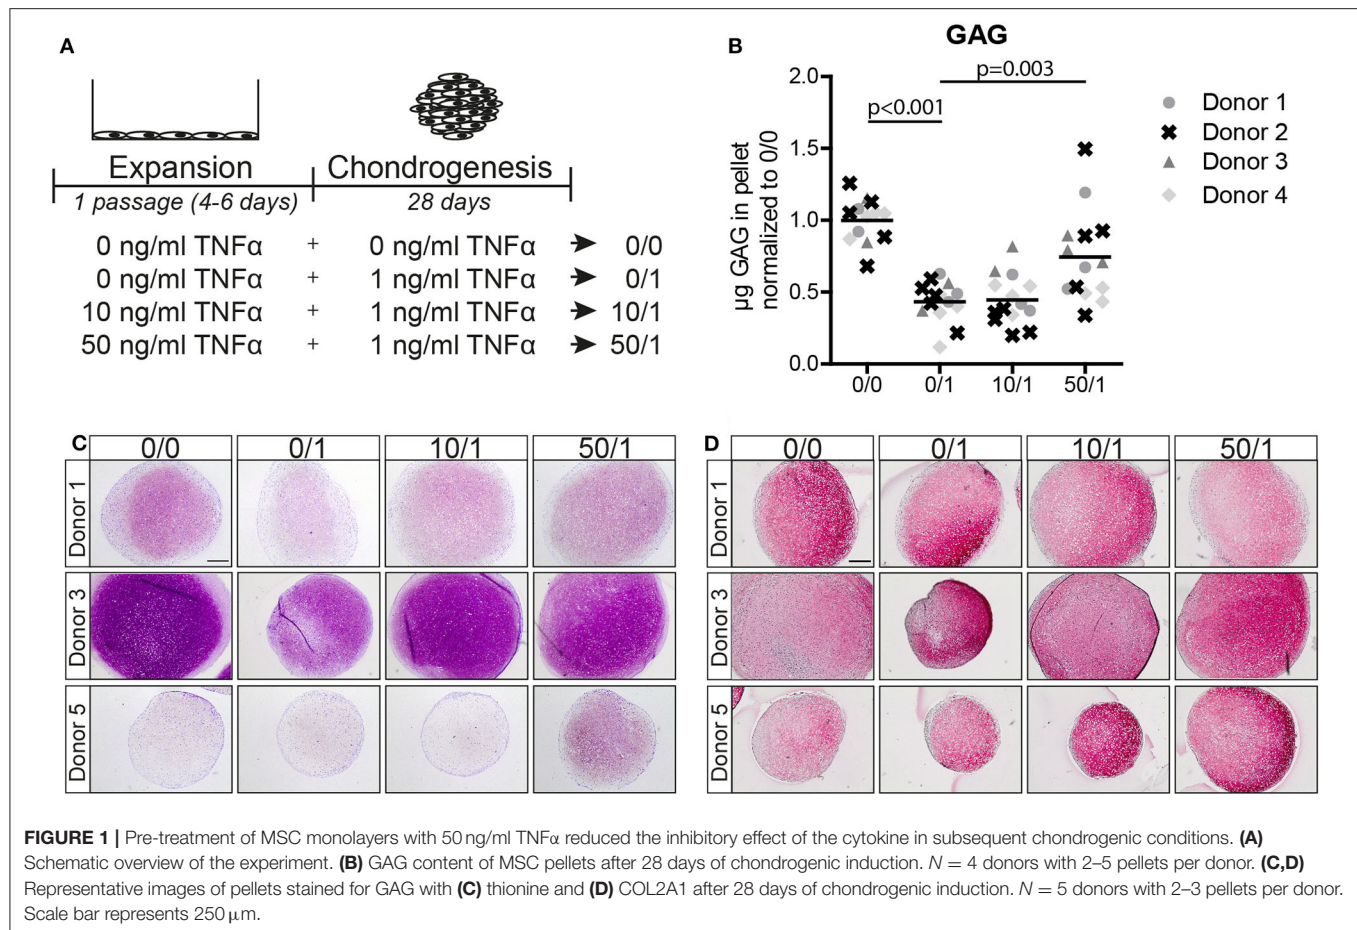 A
Expansion Chondrogenesis
1 passage (4-6 days) 28 days
0 ng/ml TNFα + 0 ng/ml TNFα ➤ 0/0
0 ng/ml TNFα + 1 ng/ml TNFα ➤ 0/1
10 ng/ml TNFα + 1 ng/ml TNFα ➤ 10/1
50 ng/ml TNFα + 1 ng/ml TNFα ➤ 50/1
B
GAG
p=0.003
p<0.001
µg GAG in pellet
normalized to 0/0
2.0
1.5
1.0
0.5
0.0
0/0 0/1 10/1 50/1
Donor 1
Donor 2
Donor 3
Donor 4
C
0/0 0/1 10/1 50/1
Donor 1
Donor 3
Donor 5
D
0/0 0/1 10/1 50/1
Donor 1
Donor 3
Donor 5
FIGURE 1 | Pre-treatment of MSC monolayers with 50 ng/ml TNFα reduced the inhibitory effect of the cytokine in subsequent chondrogenic conditions. (A)
Schematic overview of the experiment. (B) GAG content of MSC pellets after 28 days of chondrogenic induction. N = 4 donors with 2–5 pellets per donor. (C,D)
Representative images of pellets stained for GAG with (C) thionine and (D) COL2A1 after 28 days of chondrogenic induction. N = 5 donors with 2–3 pellets per donor.
Scale bar represents 250 µm.